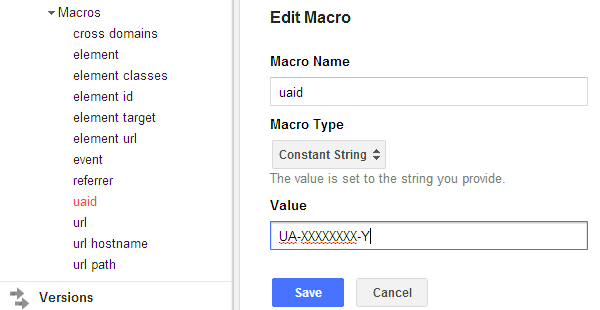 Macros
cross domains
element
element classes
element id
element target
element url
event
referrer
uaid
url
url hostname
url path
Versions
Edit Macro
Macro Name
uaid
Macro Type
Constant String
The value is set to the string you provide.
Value
UA-XXXXXXXX-Y
Save
Cancel